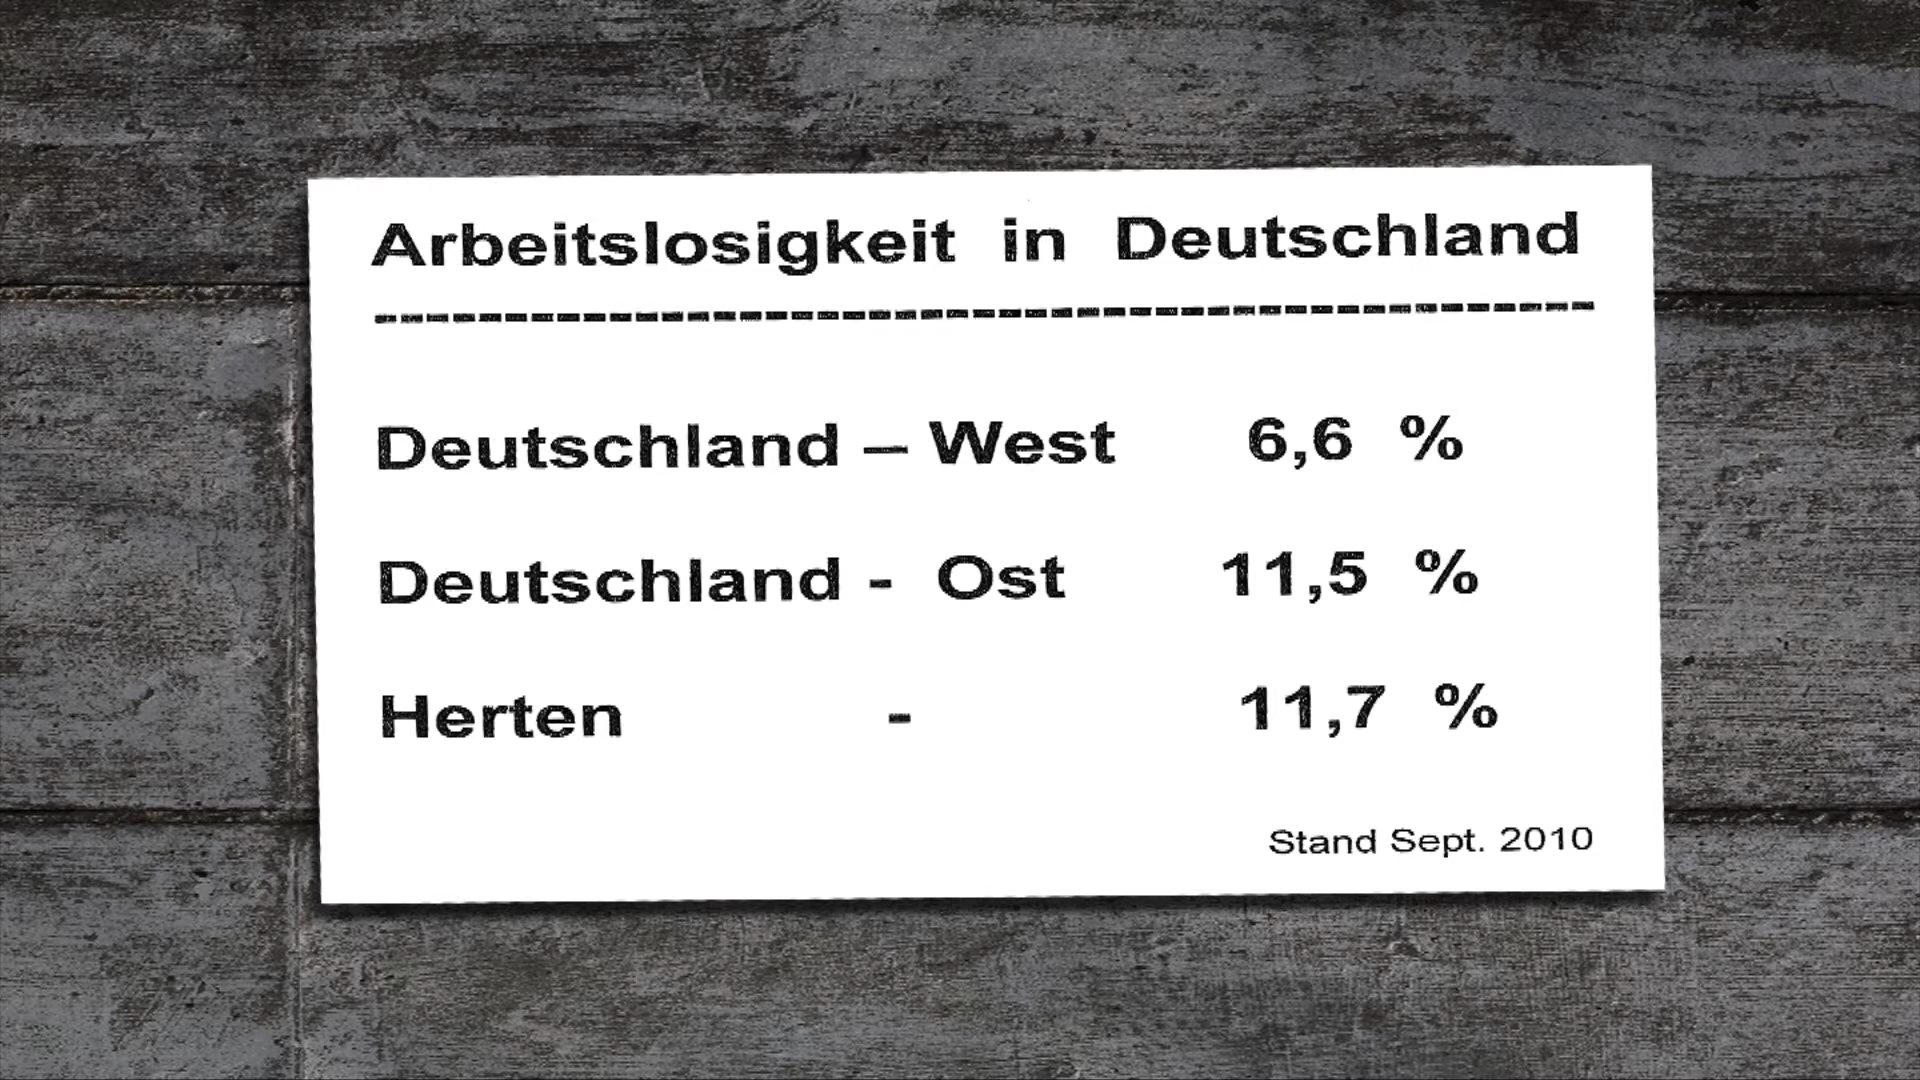 Arbeitslosigkeit in Deutschland
-----------------------------------------------
Deutschland – West 6,6 %
Deutschland - Ost 11,5 %
Herten - 11,7 %
Stand Sept. 2010